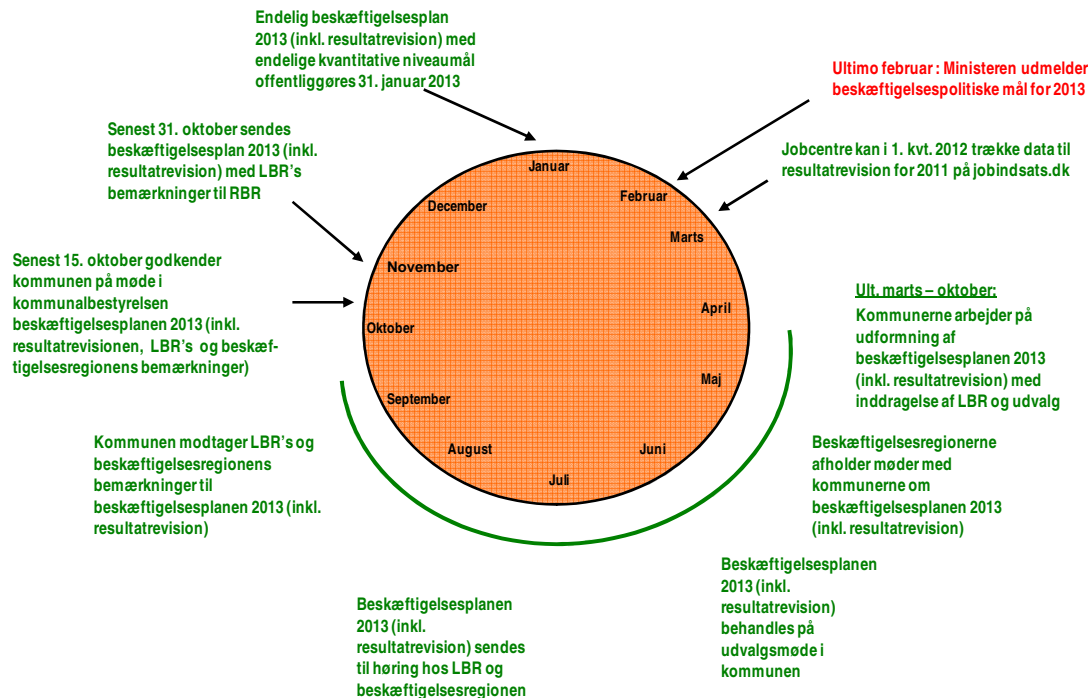 Endelig beskæftigelsesplan
2013 (inkl. resultatrevision) med
endelige kvantitative niveaumål
offentliggøres 31. januar 2013
Ultimo februar : Ministeren udmelder
beskæftigelsespolitiske mål for 2013
Jobcentre kan i 1. kvt. 2012 trække data til
resultatrevision for 2011 på jobindsats.dk
Senest 31. oktober sendes
beskæftigelsesplan 2013 (inkl.
resultatrevision) med LBR's
bemærkninger til RBR
Senest 15. oktober godkender
kommunen på møde i
kommunalbestyrelsen
beskæftigelsesplanen 2013 (inkl.
resultatrevisionen, LBR's og beskæf-
tigelsesregionens bemærkninger)
Januar
Februar
Marts
April
Maj
Juni
Juli
August
September
Oktober
November
December
Ult. marts – oktober:
Kommunerne arbejder på
udformning af
beskæftigelsesplanen 2013
(inkl. resultatrevision) med
inddragelse af LBR og udvalg
Beskæftigelsesregionerne
afholder møder med
kommunerne om
beskæftigelsesplanen 2013
(inkl. resultatrevision)
Beskæftigelsesplanen
2013 (inkl.
resultatrevision)
behandles på
udvalgsmøde i
kommunen
Beskæftigelsesplanen
2013 (inkl.
resultatrevision) sendes
til høring hos LBR og
beskæftigelsesregionen
Kommunen modtager LBR's og
beskæftigelsesregionens
bemærkninger til
beskæftigelsesplanen 2013 (inkl.
resultatrevision)